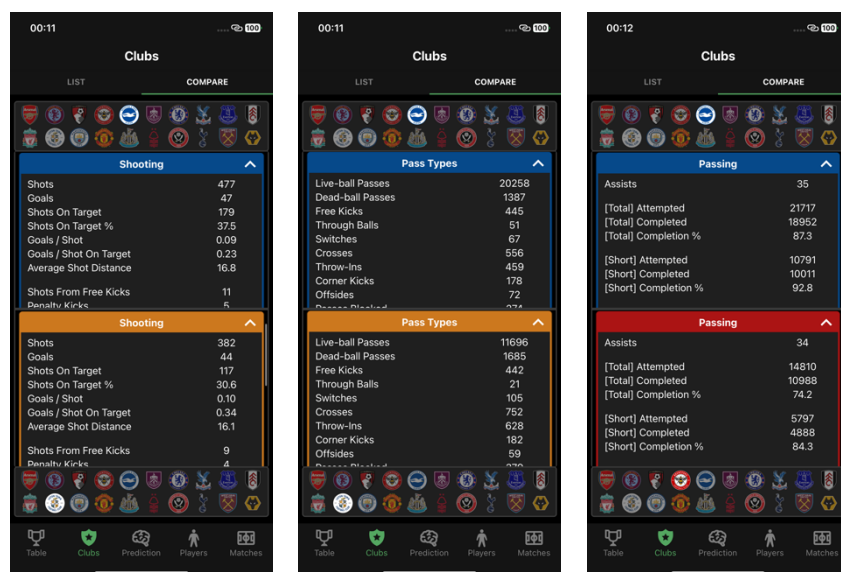 00:11
100
Clubs
LIST COMPARE
Shooting
Shots 477
Goals 47
Shots On Target 179
Shots On Target % 37.5
Goals / Shot 0.09
Goals / Shot On Target 0.23
Average Shot Distance 16.8
Shots From Free Kicks 11
Penalty Kicks 5
Shooting
Shots 382
Goals 44
Shots On Target 117
Shots On Target % 30.6
Goals / Shot 0.10
Goals / Shot On Target 0.34
Average Shot Distance 16.1
Shots From Free Kicks 9
Penalty Kicks 4
Table Clubs Prediction Players Matches
00:11
100
Clubs
LIST COMPARE
Pass Types
Live-ball Passes 20258
Dead-ball Passes 1387
Free Kicks 445
Through Balls 51
Switches 67
Crosses 556
Throw-Ins 459
Corner Kicks 178
Offsides 72
Passes Blocked 274
Pass Types
Live-ball Passes 11696
Dead-ball Passes 1685
Free Kicks 442
Through Balls 21
Switches 105
Crosses 752
Throw-Ins 628
Corner Kicks 182
Offsides 59
Passes Blocked 279
Table Clubs Prediction Players Matches
00:12
100
Clubs
LIST COMPARE
Passing
Assists 35
[Total] Attempted 21717
[Total] Completed 18952
[Total] Completion % 87.3
[Short] Attempted 10791
[Short] Completed 10011
[Short] Completion % 92.8
Passing
Assists 34
[Total] Attempted 14810
[Total] Completed 10988
[Total] Completion % 74.2
[Short] Attempted 5797
[Short] Completed 4888
[Short] Completion % 84.3
Table Clubs Prediction Players Matches